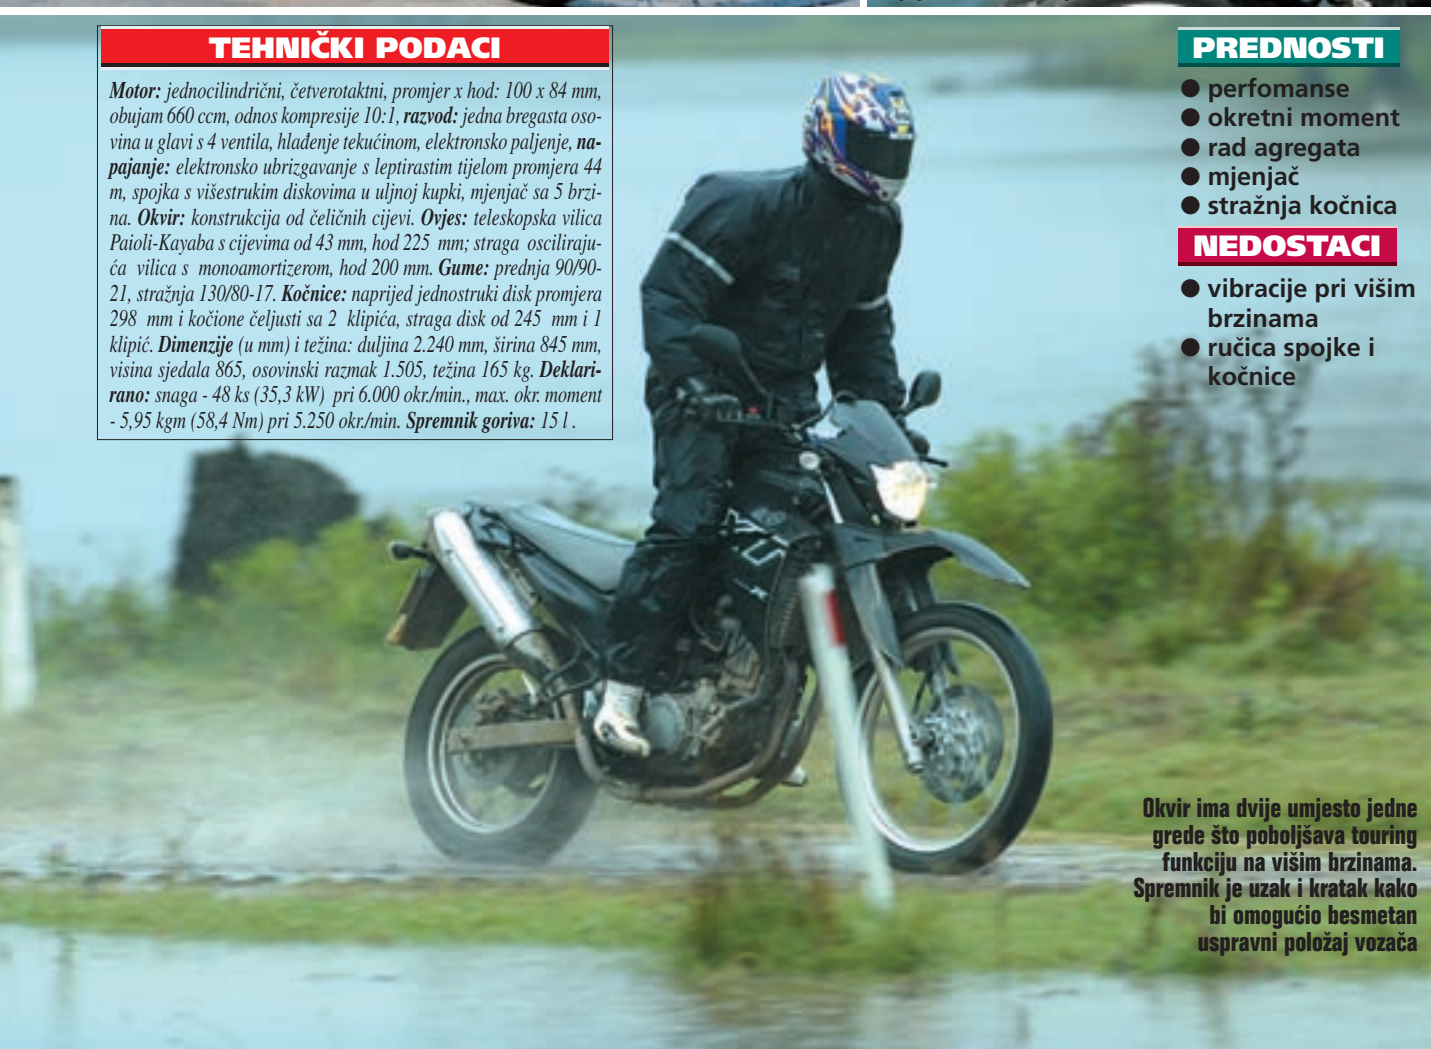 TEHNIČKI PODACI
Motor: jednocilindrični, četverotaktni, promjer x hod: 100 x 84 mm,
obujam 660 ccm, odnos kompresije 10:1, razvod: jedna bregasta oso-
vina u glavi s 4 ventila, hlađenje tekućinom, elektronsko paljenje, na-
pajanje: elektronsko ubrizgavanje s leptirastim tijelom promjera 44
m, spojka s višestrukim diskovima u uljnoj kupki, mjenjač sa 5 brzi-
na. Okvir: konstrukcija od čeličnih cijevi. Ovjes: teleskopska vilica
Paioli-Kayaba s cijevima od 43 mm, hod 225 mm; straga osciliraju-
ća vilica s monoamortizerom, hod 200 mm. Gume: prednja 90/90-
21, stražnja 130/80-17. Kočnice: naprijed jednostruki disk promjera
298 mm i kočione čeljusti sa 2 klipića, straga disk od 245 mm i 1
klipić. Dimenzije (u mm) i težina: duljina 2.240 mm, širina 845 mm,
visina sjedala 865, osovinski razmak 1.505, težina 165 kg. Deklari-
rano: snaga - 48 ks (35,3 kW) pri 6.000 okr./min., max. okr. moment
- 5,95 kgm (58,4 Nm) pri 5.250 okr./min. Spremnik goriva: 15 l .
PREDNOSTI
● perfomanse
● okretni moment
● rad agregata
● mjenjač
● stražnja kočnica
NEDOSTACI
● vibracije pri višim
brzinama
● ručica spojke i
kočnice
Okvir ima dvije umjesto jedne
grede što poboljšava touring
funkciju na višim brzinama.
Spremnik je uzak i kratak kako
bi omogućio besmetan
uspravni položaj vozača